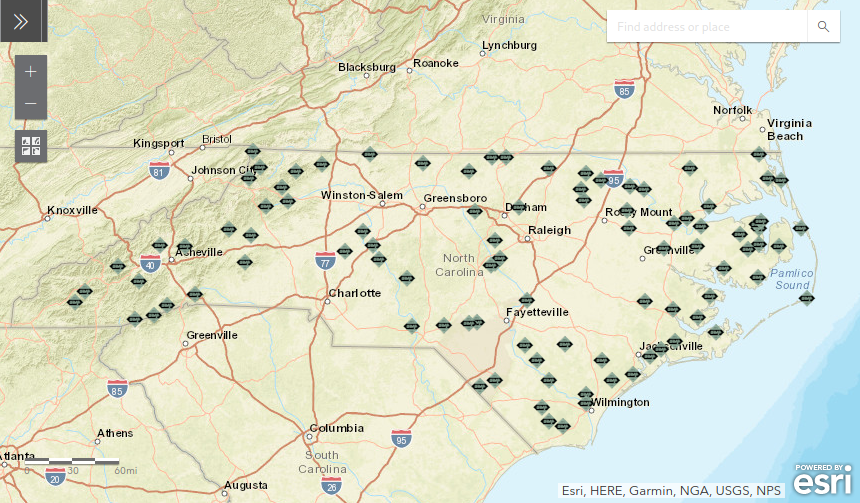 Find address or place
Virginia
Lynchburg
Roanoke
Blacksburg
85
Norfolk
Virginia
Beach
Kingsport
Bristol
81
Johnson City
95
Winston-Salem
Greensboro
Durham
Rocky Mount
Knoxville
Raleigh
Asheville
40
77
North
Carolina
Greenville
Pamlico
Sound
Charlotte
Fayetteville
Greenville
Jacksonville
85
Wilmington
Columbia
95
Athens
South
Carolina
Atlanta
0 30 60mi
20
Augusta
26
POWERED BY
esri
Esri, HERE, Garmin, NGA, USGS, NPS